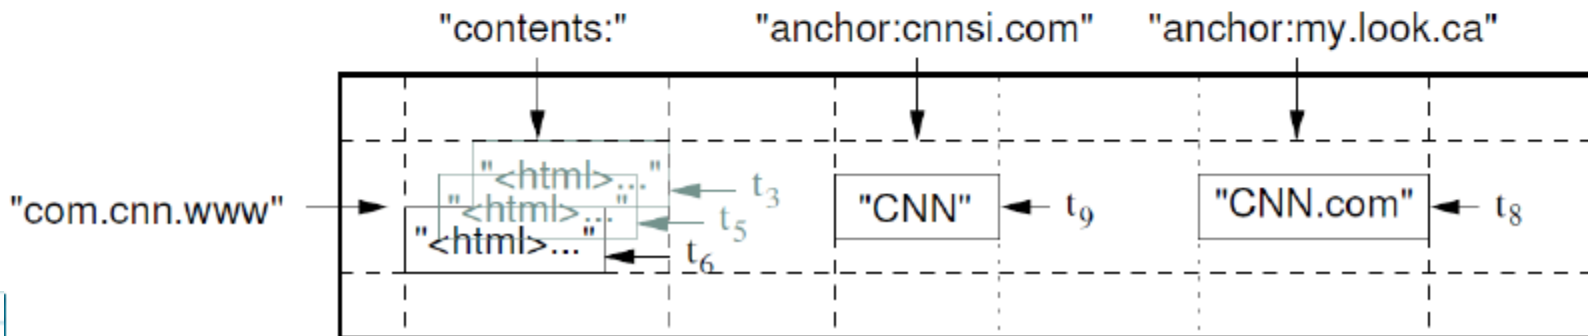 "contents:" "anchor:cnnsi.com" "anchor:my.look.ca"
"<html>..." t3
"com.cnn.www" "<html>..." t5 "CNN" t9 "CNN.com" t8
"<html>..." t6